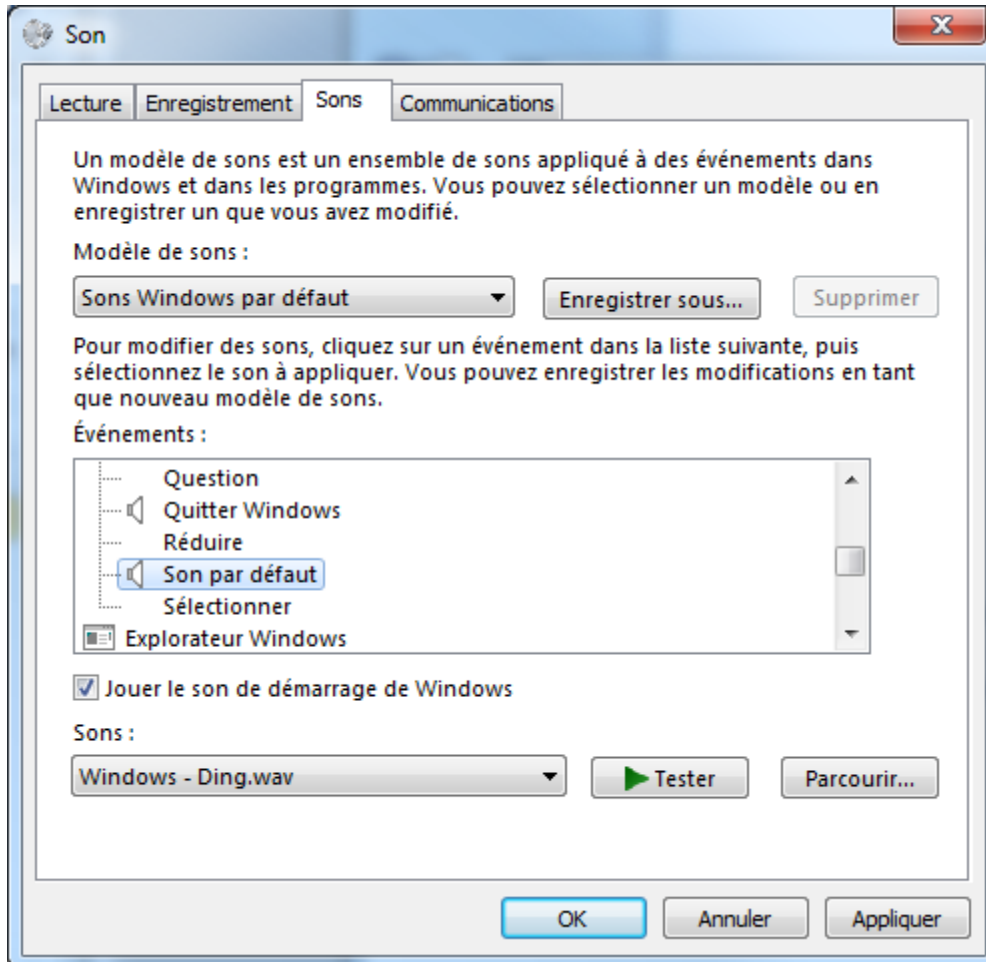 Son
Lecture Enregistrement Sons Communications
Un modèle de sons est un ensemble de sons appliqué à des événements dans
Windows et dans les programmes. Vous pouvez sélectionner un modèle ou en
enregistrer un que vous avez modifié.
Modèle de sons :
Sons Windows par défaut Enregistrer sous... Supprimer
Pour modifier des sons, cliquez sur un événement dans la liste suivante, puis
sélectionnez le son à appliquer. Vous pouvez enregistrer les modifications en tant
que nouveau modèle de sons.
Événements :
Question
Quitter Windows
Réduire
Son par défaut
Sélectionner
Explorateur Windows
Jouer le son de démarrage de Windows
Sons :
Windows - Ding.wav Tester Parcourir...
OK Annuler Appliquer